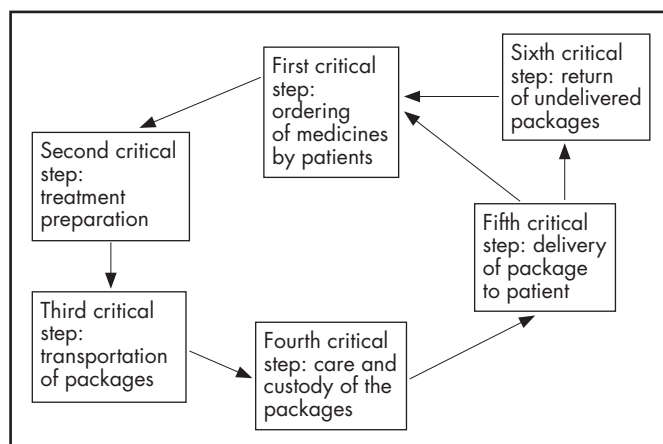 First critical
step:
ordering
of medicines
by patients
Second critical
step:
treatment
preparation
Third critical
step:
transportation
of packages
Fourth critical
step: care and
custody of the
packages
Fifth critical
step: delivery
of package
to patient
Sixth critical
step: return
of undelivered
packages